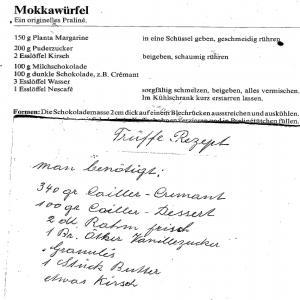 Mokkawürfel
Ein originelles Praliné.
150 g Planta Margarine in eine Schüssel geben, geschmeidig rühren
200 g Puderzucker
2 Esslöffel Kirsch beigeben, schaumig rühren
100 g Milchschokolade
100 g dunkle Schokolade, z.B. Crémant
3 Esslöffel Wasser
1 Esslöffel Nescafé sorgfältig schmelzen, beigeben, alles vermischen.
Im Kühlschrank kurz erstarren lassen.
Formen: Die Schokolademasse 2 cm dick auf einem Blechrücken ausstreichen und auskühlen.
füllen.
Trüffe Rezept
man benötigt:
340 gr Cailler-Cremant
100 gr Cailler-Dessert
2 dl Rahm frisch
1 Br. Ötker Vanillezucker
Granulés
1 Stück Butter
etwas Kirsch